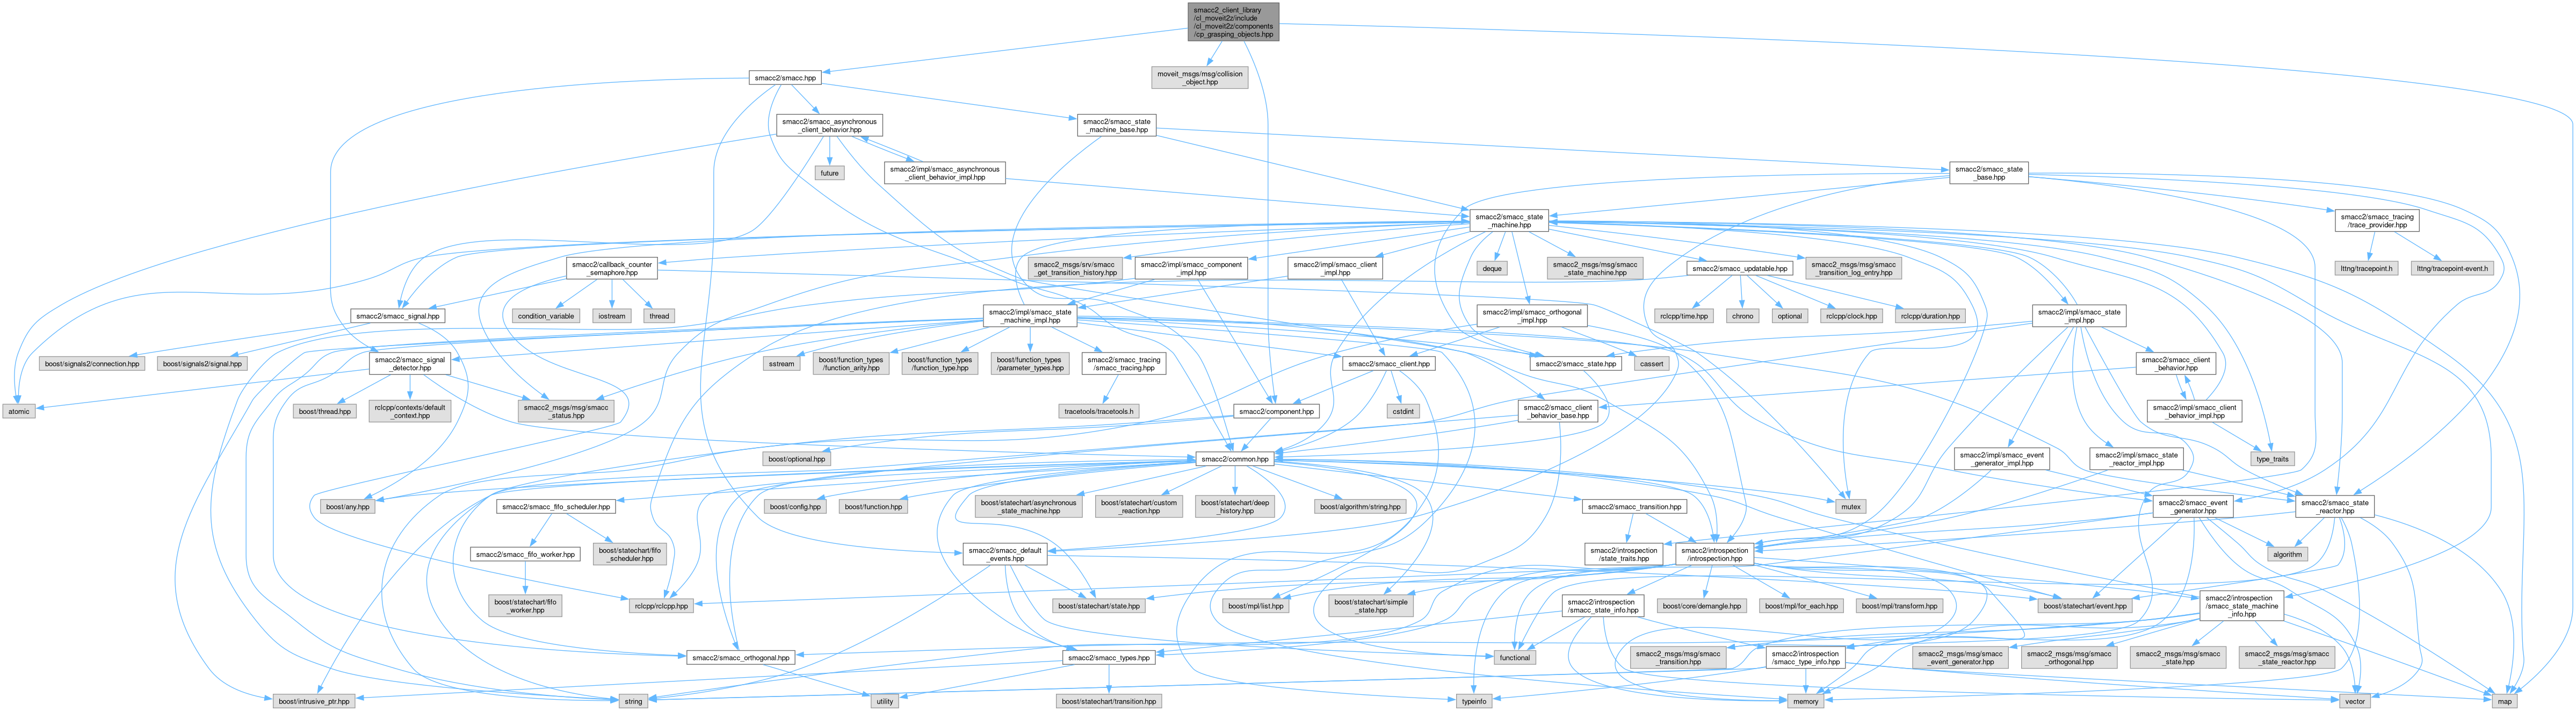 smacc2_client_library
/cl_moveit2z/include
/cl_moveit2z/components
/cp_grasping_objects.hpp
smacc2/smacc.hpp
moveit_msgs/msg/collision
_object.hpp
smacc2/smacc_asynchronous
_client_behavior.hpp
smacc2/smacc_state
_machine_base.hpp
future
smacc2/impl/smacc_asynchronous
_client_behavior_impl.hpp
smacc2/smacc_state
_base.hpp
smacc2/smacc_state
_machine.hpp
smacc2/smacc_tracing
/trace_provider.hpp
smacc2/callback_counter
_semaphore.hpp
smacc2_msgs/srv/smacc
_get_transition_history.hpp
smacc2/impl/smacc_component
_impl.hpp
smacc2/impl/smacc_client
_impl.hpp
deque
smacc2_msgs/msg/smacc
_state_machine.hpp
smacc2/smacc_updatable.hpp
smacc2_msgs/msg/smacc
_transition_log_entry.hpp
lttng/tracepoint.h
lttng/tracepoint-event.h
smacc2/smacc_signal.hpp
condition_variable
iostream
thread
smacc2/impl/smacc_state
_machine_impl.hpp
smacc2/impl/smacc_orthogonal
_impl.hpp
rclcpp/time.hpp
chrono
optional
rclcpp/clock.hpp
rclcpp/duration.hpp
smacc2/impl/smacc_state
_impl.hpp
boost/signals2/connection.hpp
boost/signals2/signal.hpp
smacc2/smacc_signal
_detector.hpp
sstream
boost/function_types
/function_arity.hpp
boost/function_types
/function_type.hpp
boost/function_types
/parameter_types.hpp
smacc2/smacc_tracing
/smacc_tracing.hpp
smacc2/smacc_client.hpp
smacc2/smacc_state.hpp
cassert
smacc2/smacc_client
_behavior.hpp
atomic
boost/thread.hpp
rclcpp/contexts/default
_context.hpp
smacc2_msgs/msg/smacc
_status.hpp
tracetools/tracetools.h
smacc2/component.hpp
cstdint
smacc2/smacc_client
_behavior_base.hpp
smacc2/impl/smacc_client
_behavior_impl.hpp
boost/optional.hpp
smacc2/common.hpp
smacc2/impl/smacc_event
_generator_impl.hpp
smacc2/impl/smacc_state
_reactor_impl.hpp
type_traits
boost/any.hpp
smacc2/smacc_fifo_scheduler.hpp
boost/config.hpp
boost/function.hpp
boost/statechart/asynchronous
_state_machine.hpp
boost/statechart/custom
_reaction.hpp
boost/statechart/deep
_history.hpp
boost/algorithm/string.hpp
smacc2/smacc_transition.hpp
mutex
smacc2/smacc_event
_generator.hpp
smacc2/smacc_state
_reactor.hpp
smacc2/smacc_fifo_worker.hpp
boost/statechart/fifo
_scheduler.hpp
smacc2/smacc_default
_events.hpp
smacc2/introspection
/state_traits.hpp
smacc2/introspection
/introspection.hpp
algorithm
boost/statechart/fifo
_worker.hpp
rclcpp/rclcpp.hpp
boost/statechart/state.hpp
boost/mpl/list.hpp
boost/statechart/simple
_state.hpp
smacc2/introspection
/smacc_state_info.hpp
boost/core/demangle.hpp
boost/mpl/for_each.hpp
boost/mpl/transform.hpp
boost/statechart/event.hpp
smacc2/introspection
/smacc_state_machine
_info.hpp
smacc2/smacc_orthogonal.hpp
smacc2/smacc_types.hpp
functional
smacc2_msgs/msg/smacc
_transition.hpp
smacc2/introspection
/smacc_type_info.hpp
smacc2_msgs/msg/smacc
_event_generator.hpp
smacc2_msgs/msg/smacc
_orthogonal.hpp
smacc2_msgs/msg/smacc
_state.hpp
smacc2_msgs/msg/smacc
_state_reactor.hpp
boost/intrusive_ptr.hpp
string
utility
boost/statechart/transition.hpp
typeinfo
memory
vector
map